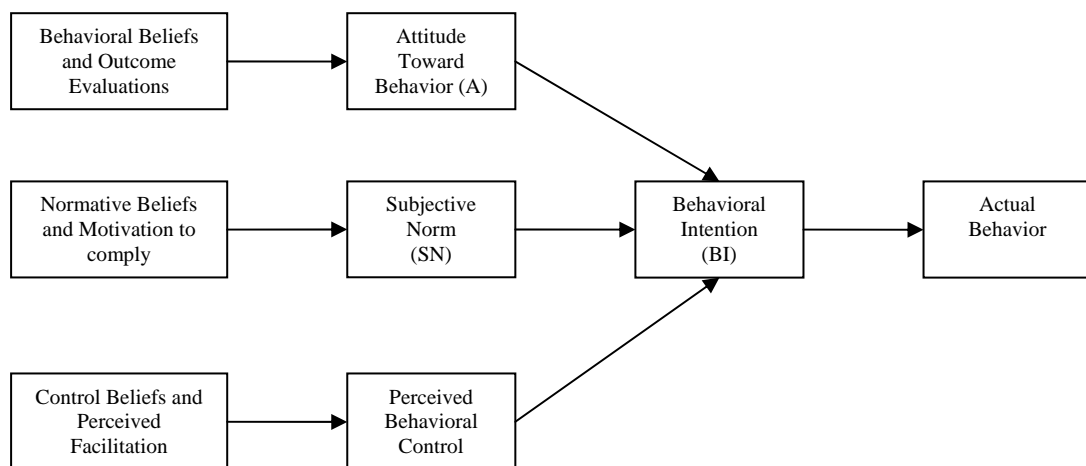 Behavioral Beliefs
and Outcome
Evaluations
Attitude
Toward
Behavior (A)
Normative Beliefs
and Motivation to
comply
Subjective
Norm
(SN)
Behavioral
Intention
(BI)
Actual
Behavior
Control Beliefs and
Perceived
Facilitation
Perceived
Behavioral
Control